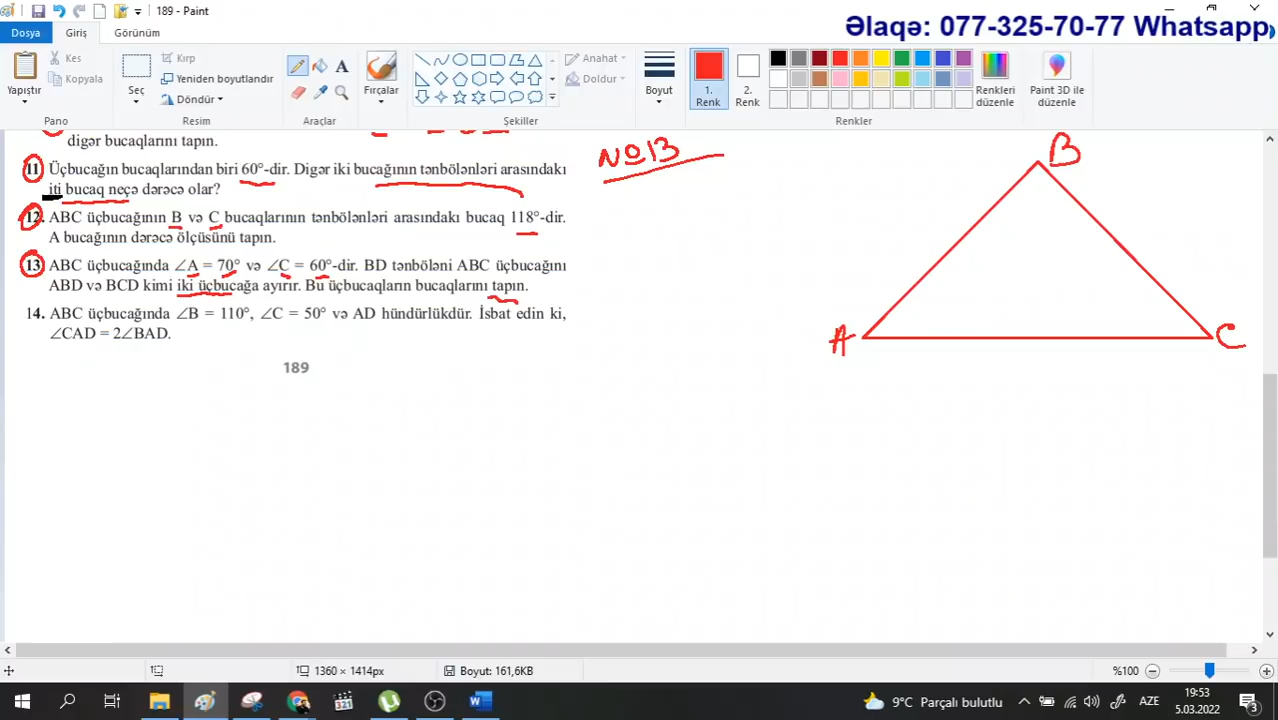 189 - Paint
Əlaqə: 077-325-70-77 Whatsapp
Dosya Giriş Görünüm
Yapıştır
Kes
Kopyala
Pano
Seç
Kırp
Yeniden boyutlandır
Döndür
Resim
A
Araçlar
Fırçalar
Şekiller
Anahat
Doldur
Boyut
1. Renk
2. Renk
Renkler
Renkleri düzenle
Paint 3D ile düzenle
digər bucaqlarını tapın.
11 Üçbucağın bucaqlarından biri 60°-dir. Digər iki bucağının tənbölənləri arasındakı
iti bucaq neçə dərəcə olar?
12. ABC üçbucağının B və C bucaqlarının tənbölənləri arasındakı bucaq 118°-dir.
A bucağının dərəcə ölçüsünü tapın.
13 ABC üçbucağında ∠A = 70° və ∠C = 60°-dir. BD tənböləni ABC üçbucağını
ABD və BCD kimi iki üçbucağa ayırır. Bu üçbucaqların bucaqlarını tapın.
14. ABC üçbucağında ∠B = 110°, ∠C = 50° və AD hündürlükdür. İsbat edin ki,
∠CAD = 2∠BAD.
189
№13
B
A
C
1360 × 1414px
Boyut: 161,6KB
%100
9°C Parçalı bulutlu
AZE
19:53
5.03.2022
3